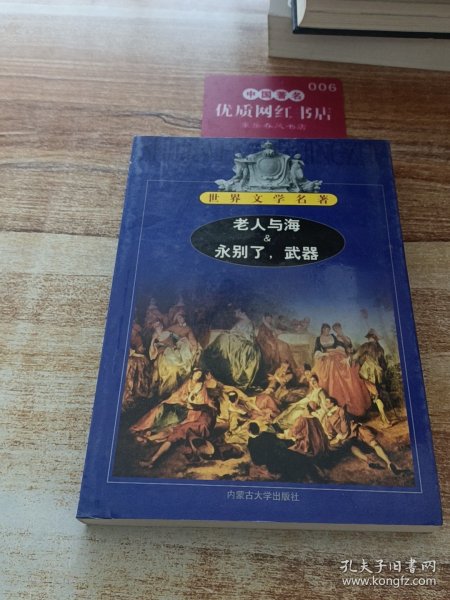 006
中国著名
优质网红书店
世界文学名著
老人与海
&
永别了，武器
内蒙古大学出版社
孔夫子旧书网
www.kongfz.com